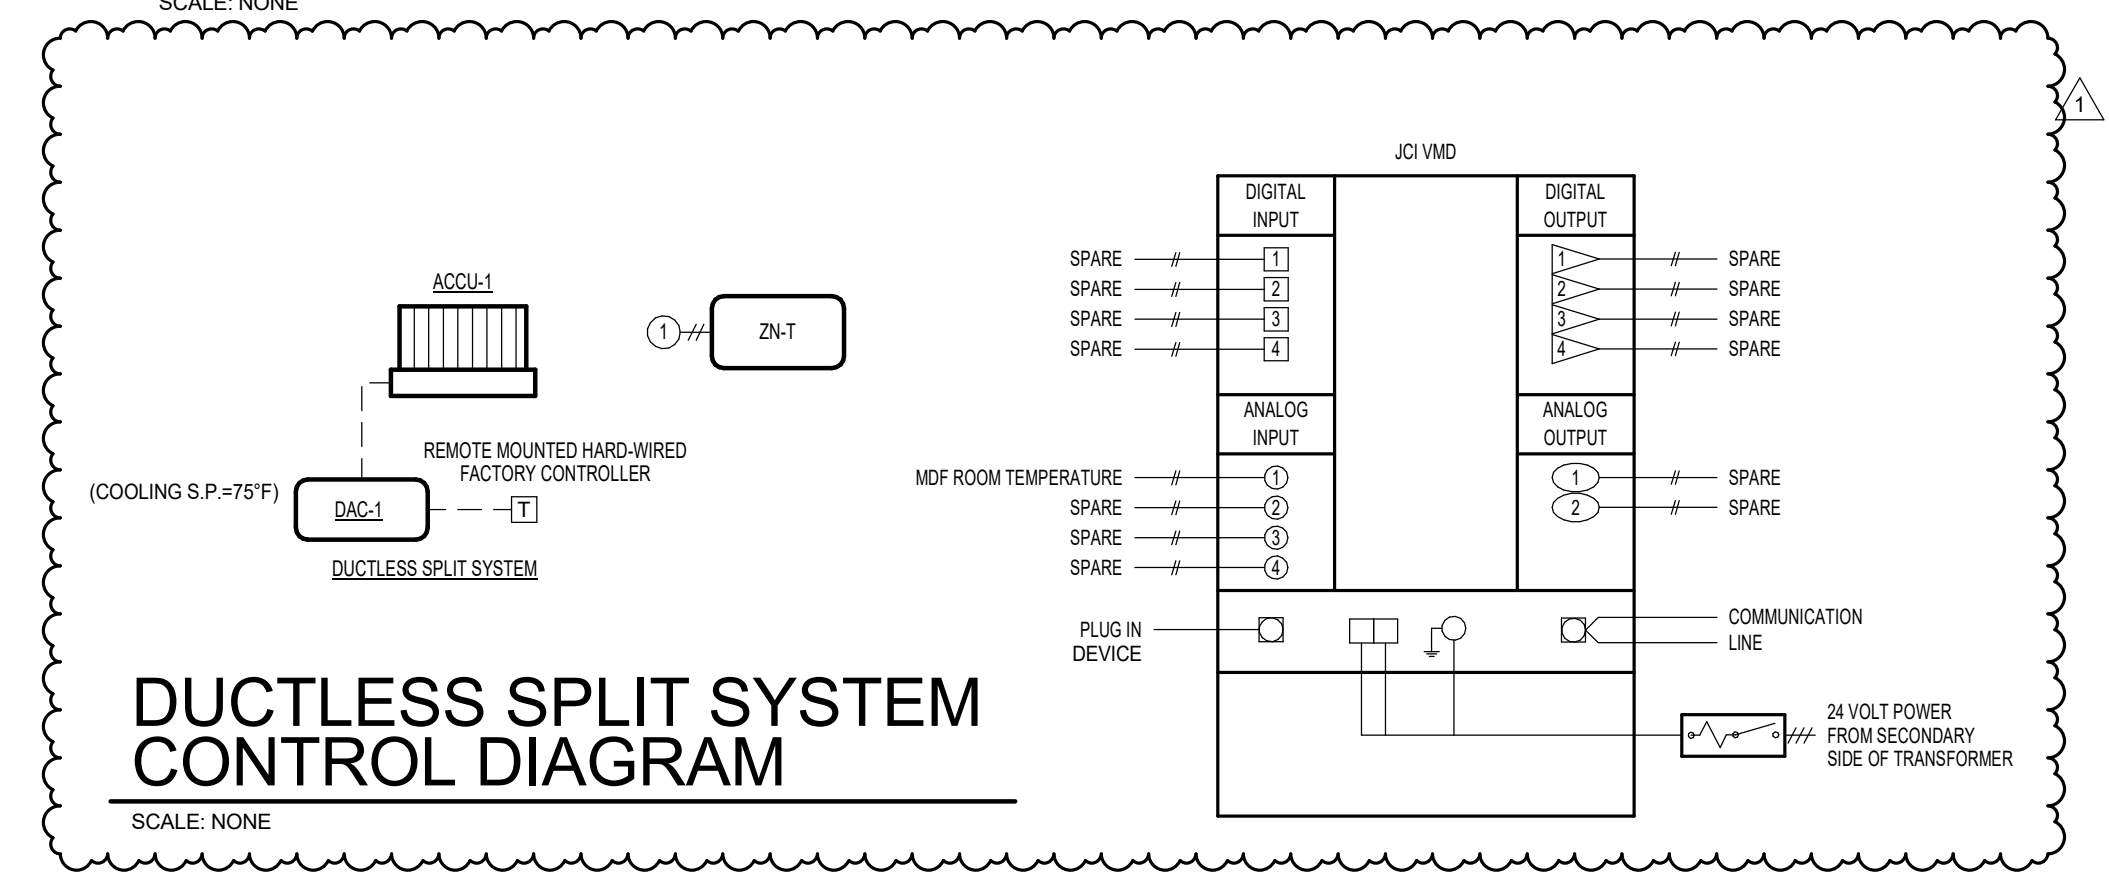 SCALE: NONE
1
JCI VMD
DIGITAL
INPUT
DIGITAL
OUTPUT
SPARE
1
1
SPARE
SPARE
2
2
SPARE
SPARE
3
3
SPARE
SPARE
4
4
SPARE
ACCU-1
1
ZN-T
ANALOG
INPUT
ANALOG
OUTPUT
REMOTE MOUNTED HARD-WIRED
FACTORY CONTROLLER
(COOLING S.P.=75°F)
DAC-1
T
DUCTLESS SPLIT SYSTEM
MDF ROOM TEMPERATURE
1
1
SPARE
SPARE
2
2
SPARE
SPARE
3
SPARE
4
PLUG IN
DEVICE
COMMUNICATION
LINE
24 VOLT POWER
FROM SECONDARY
SIDE OF TRANSFORMER
DUCTLESS SPLIT SYSTEM
CONTROL DIAGRAM
SCALE: NONE